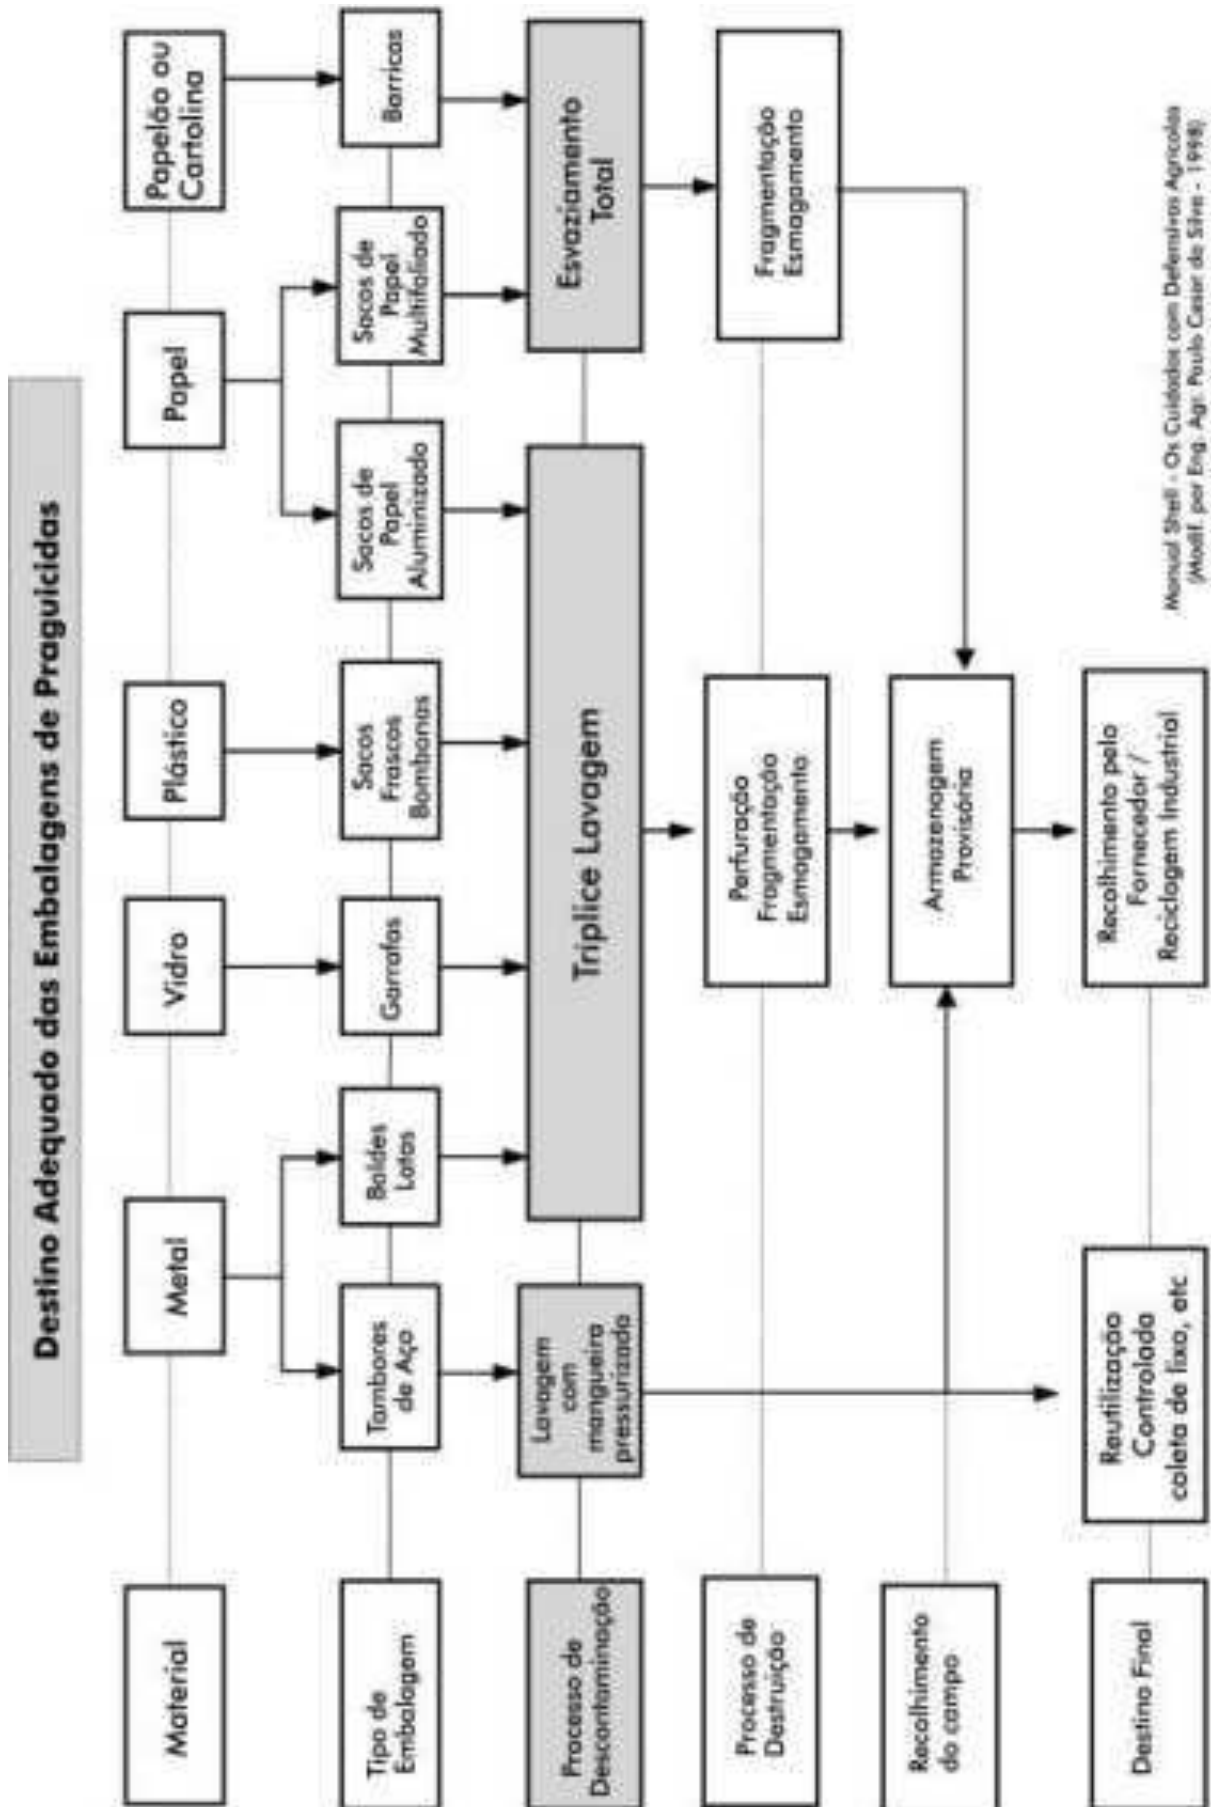 Destino Adequado das Embalagens de Praguicidas
Material
Metal
Vidro
Plástico
Papel
Papelão ou
Cartolina
Tipo de
Embalagem
Tambores
de Aço
Baldes
Latas
Garrafas
Sacos
Frascos
Bombonas
Sacos de
Papel
Aluminizado
Sacos de
Papel
Multifoliado
Barricas
Processo de
Descontaminação
Lavagem
com
mangueira
pressurizada
Triplice Lavagem
Esvaziamento
Total
Processo de
Destruição
Perfuração
Fragmentação
Esmagamento
Fragmentação
Esmagamento
Recolhimento
do campo
Armazenagem
Provisória
Destino Final
Reutilização
Controlada
coleta de lixo, etc
Recolhimento pelo
Fornecedor /
Reciclagem Industrial
Manual Shell - Os Cuidados com Defensivos Agrícolas
(Modif. por Eng. Agr. Paulo Cesar da Silva - 1998)